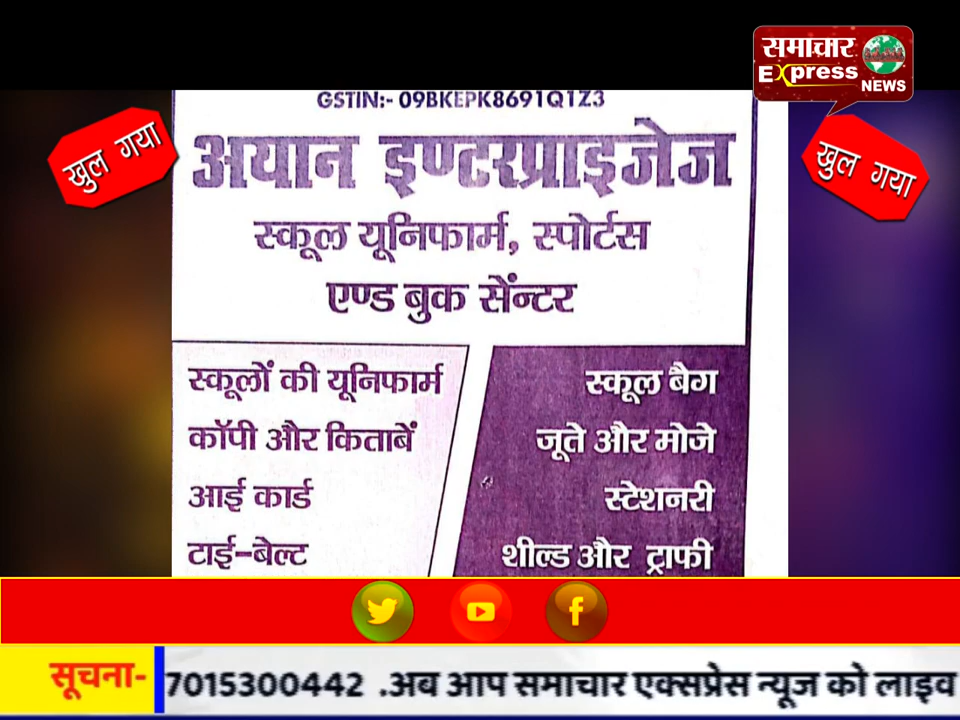 समाचार
Express
NEWS
GSTIN:- 09BKEPK8691Q1Z3
खुल गया
खुल गया
अयान इण्टरप्राइजेज
स्कूल यूनिफार्म, स्पोर्टस
एण्ड बुक सेंन्टर
स्कूलों की यूनिफार्म
कॉपी और किताबें
आई कार्ड
टाई-बेल्ट
स्कूल बैग
जूते और मोजे
स्टेशनरी
शील्ड और ट्राफी
सूचना- 7015300442 .अब आप समाचार एक्सप्रेस न्यूज को लाइव